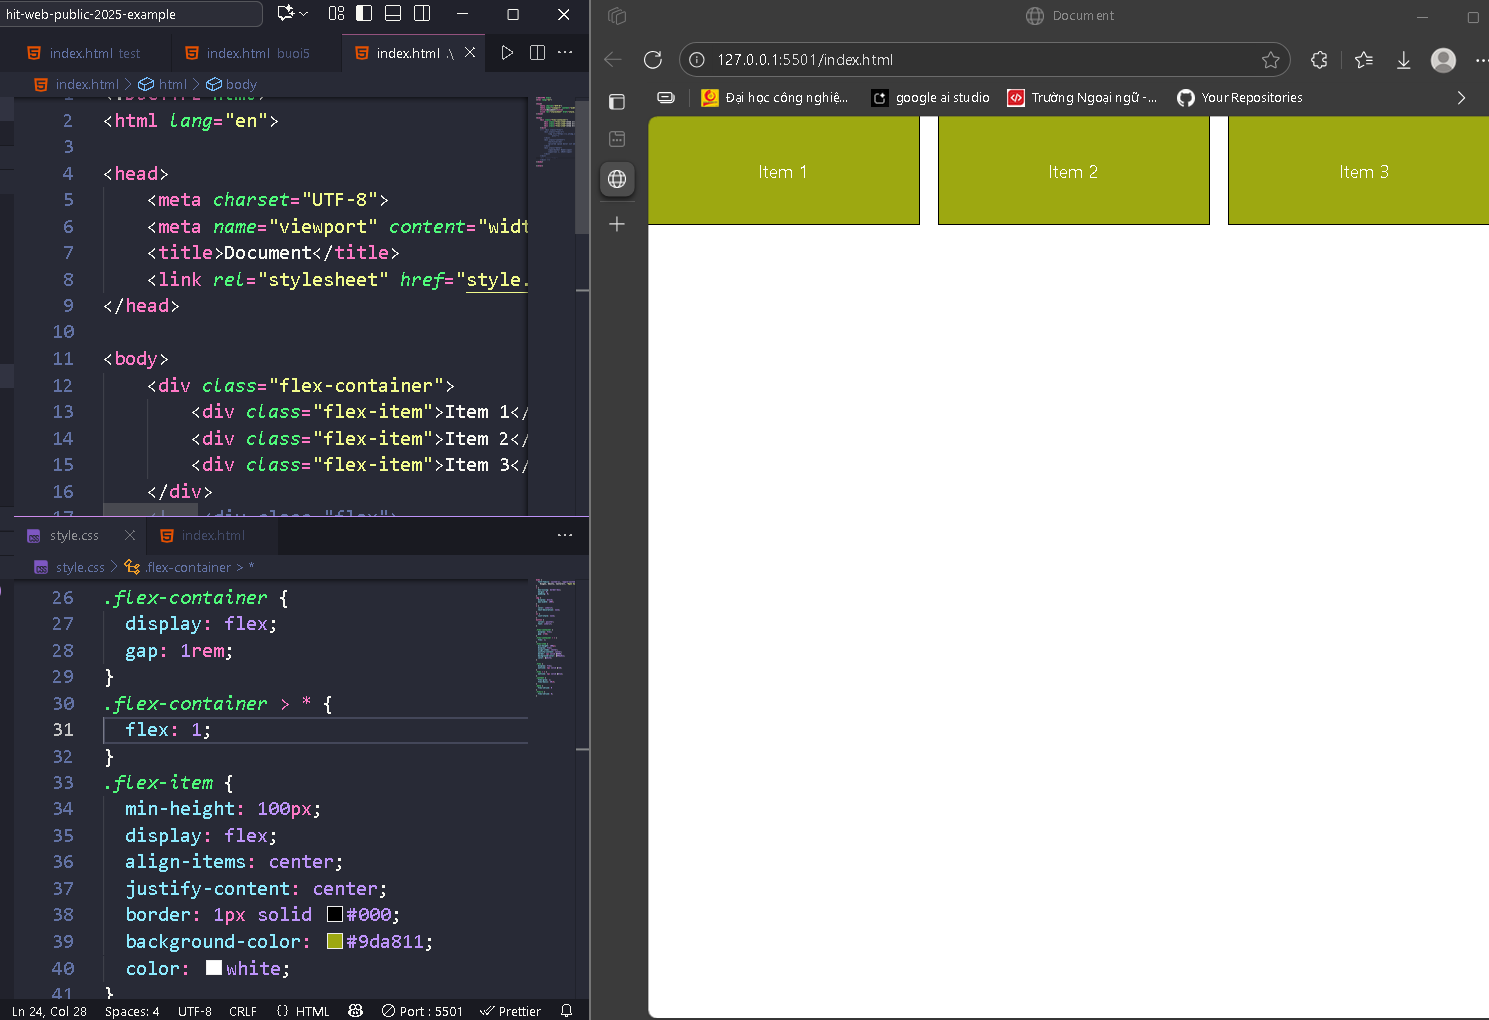 hit-web-public-2025-example
index.html test
index.html buoi5
index.html .\
index.html > html > body
2 <html lang="en">
3
4 <head>
5 <meta charset="UTF-8">
6 <meta name="viewport" content="widt
7 <title>Document</title>
8 <link rel="stylesheet" href="style.
9 </head>
10
11 <body>
12 <div class="flex-container">
13 <div class="flex-item">Item 1</
14 <div class="flex-item">Item 2</
15 <div class="flex-item">Item 3</
16 </div>
style.css
index.html
style.css > .flex-container > *
26 .flex-container {
27 display: flex;
28 gap: 1rem;
29 }
30 .flex-container > * {
31 flex: 1;
32 }
33 .flex-item {
34 min-height: 100px;
35 display: flex;
36 align-items: center;
37 justify-content: center;
38 border: 1px solid #000;
39 background-color: #9da811;
40 color: white;
41 }
Ln 24, Col 28 Spaces: 4 UTF-8 CRLF {} HTML Port : 5501 Prettier
Document
127.0.0.1:5501/index.html
Đại học công nghiệ...
google ai studio
Trường Ngoại ngữ -...
Your Repositories
Item 1
Item 2
Item 3